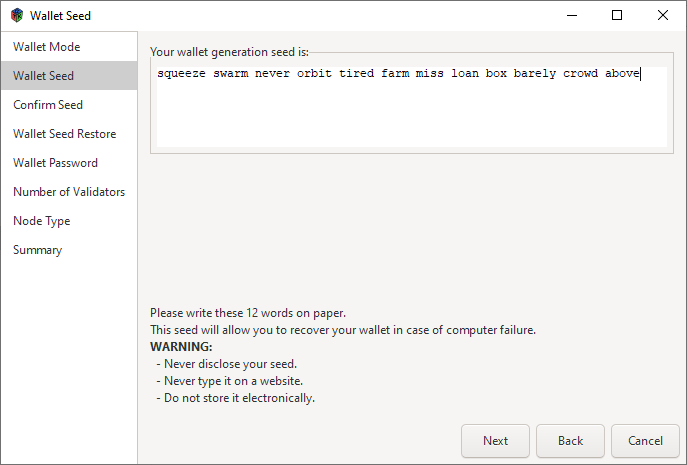 Wallet Seed
Wallet Mode
Wallet Seed
Confirm Seed
Wallet Seed Restore
Wallet Password
Number of Validators
Node Type
Summary
Your wallet generation seed is:
squeeze swarm never orbit tired farm miss loan box barely crowd above
Please write these 12 words on paper.
This seed will allow you to recover your wallet in case of computer failure.
WARNING:
- Never disclose your seed.
- Never type it on a website.
- Do not store it electronically.
Next
Back
Cancel